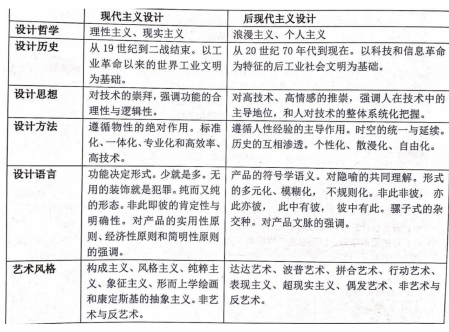 现代主义设计 后现代主义设计
设计哲学 理性主义、现实主义 浪漫主义、个人主义
设计历史 从 19 世纪到二战结束。以工 从 20 世纪 70 年代到现在。以科技和信息革命
业革命以来的世界工业文明 为特征的后工业社会文明为基础。
为基础。
设计思想 对技术的崇拜，强调功能的合 对高技术、高情感的推崇，强调人在技术中的
理性与逻辑性。 主导地位，和人对技术的整体系统化把握。
设计方法 遵循物性的绝对作用。标准 遵循人性经验的主导作用。时空的统一与延续。
化、一体化、专业化和高效率、 历史的互相渗透。个性化、散漫化、自由化。
高技术。
设计语言 功能决定形式。少就是多。无 产品的符号学语义。对隐喻的共同理解。形式
用的装饰就是犯罪。纯而又纯 的多元化、模糊化， 不规则化。非此非彼，亦
的形态。非此即彼的肯定性与 此亦彼， 此中有彼， 彼中有此。骡子式的杂
明确性。对产品的实用性原 交种。对产品文脉的强调。
则、经济性原则和简明性原则
的强调。
艺术风格 构成主义、风格主义、纯粹主 达达艺术、波普艺术、拼合艺术、行动艺术、
义、象征主义、形而上学绘画 表现主义、超现实主义、偶发艺术、非艺术与
和康定斯基的抽象主义。非艺 反艺术。
术与反艺术。